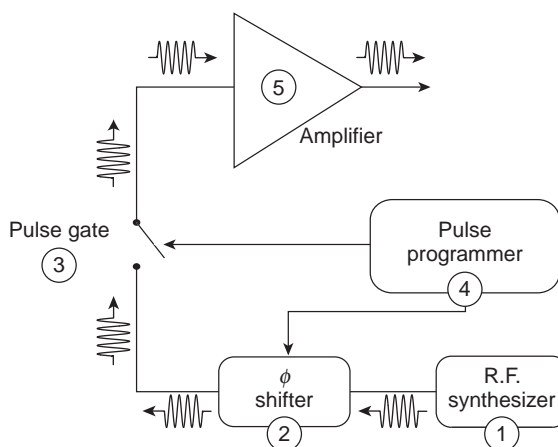 5
Amplifier
Pulse gate
3
Pulse
programmer
4
ϕ
shifter
2
R.F.
synthesizer
1